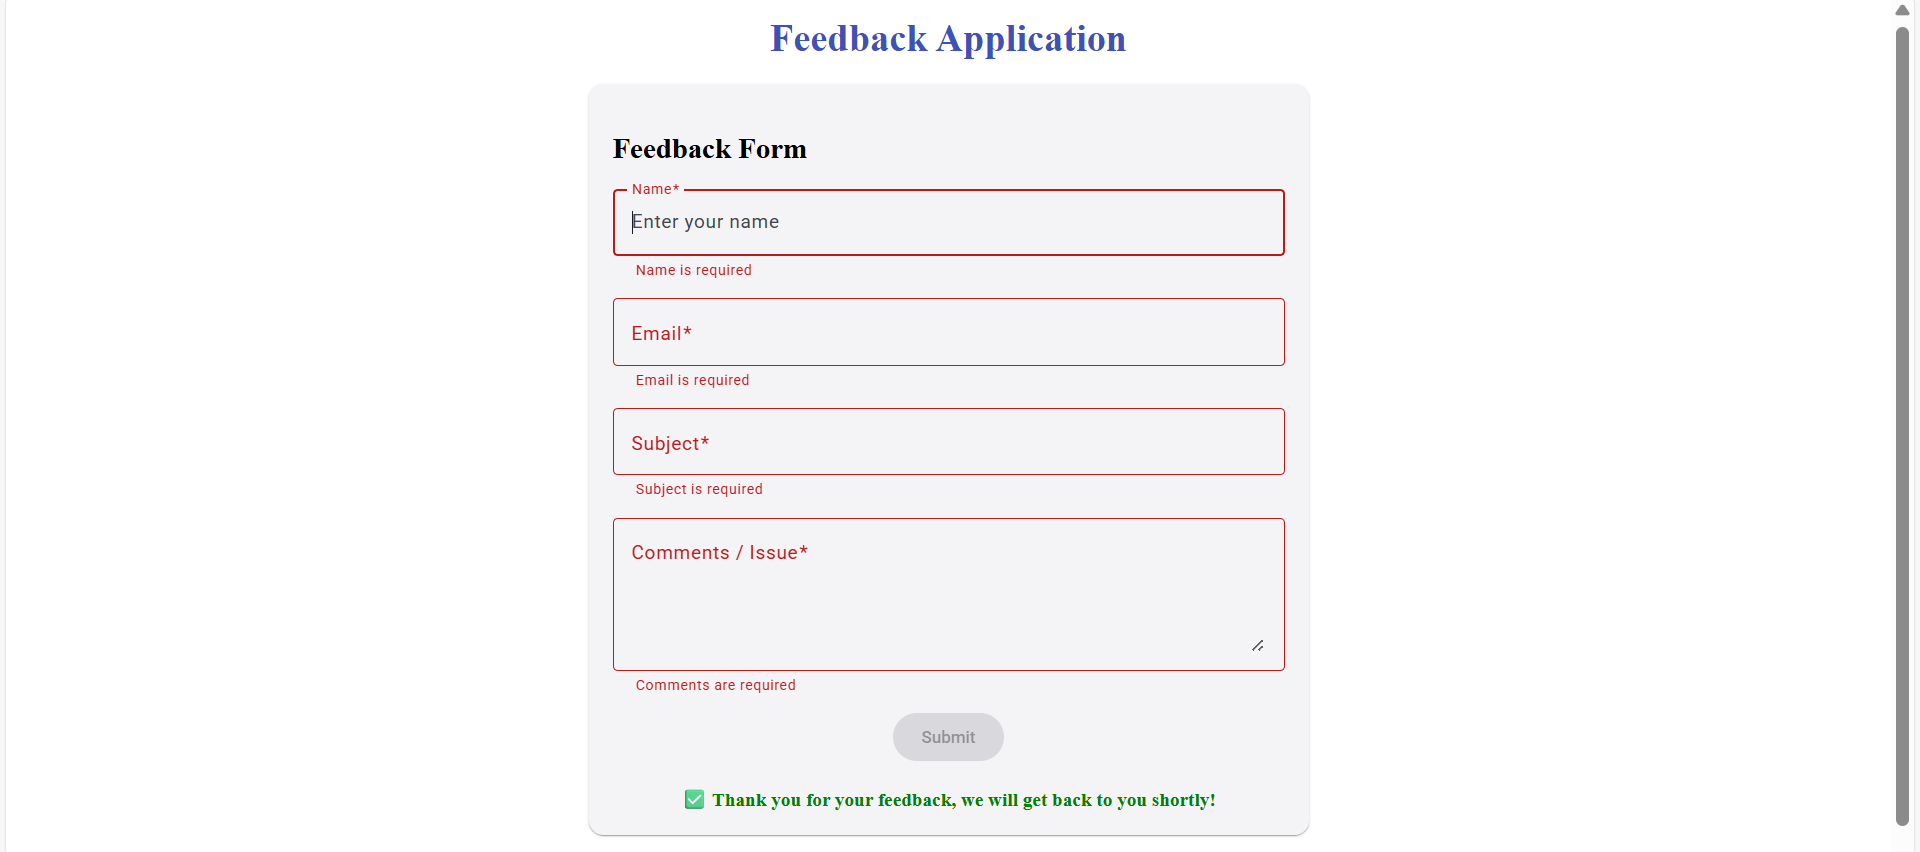 Feedback Application
Feedback Form
Name*
Enter your name
Name is required
Email*
Email is required
Subject*
Subject is required
Comments / Issue*
Comments are required
Submit
✅ Thank you for your feedback, we will get back to you shortly!